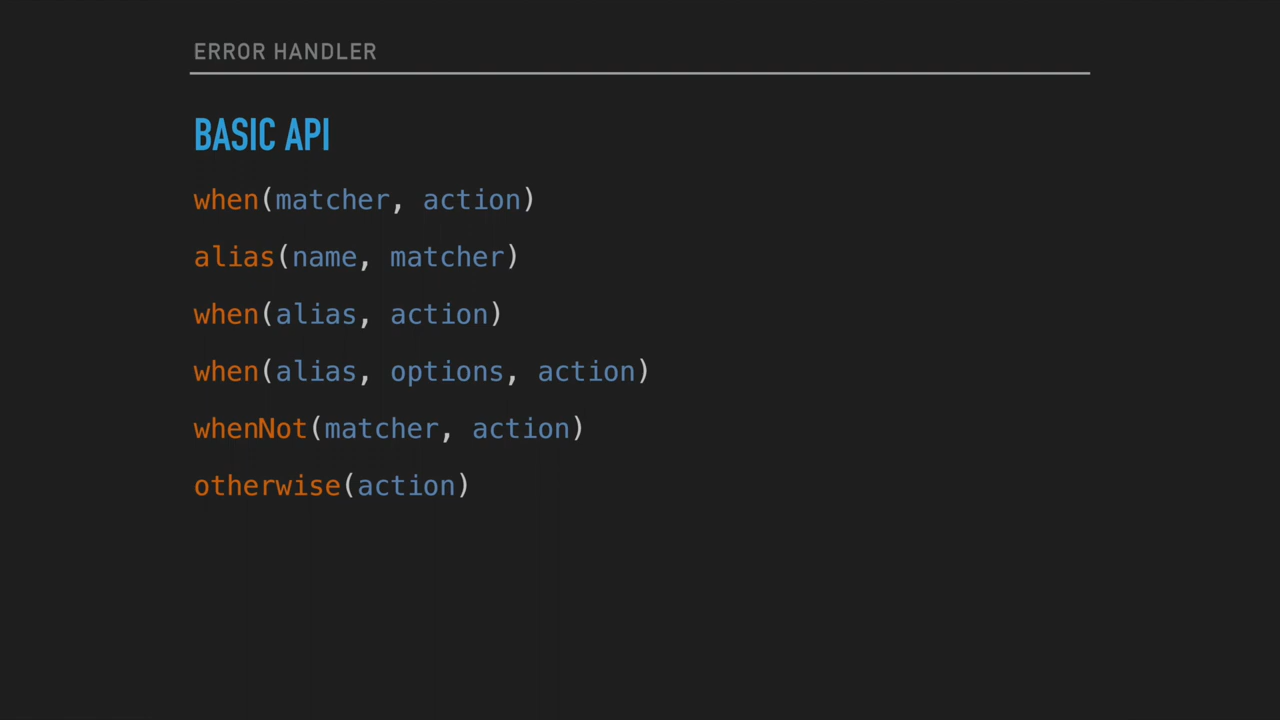 ERROR HANDLER
BASIC API
when(matcher, action)
alias(name, matcher)
when(alias, action)
when(alias, options, action)
whenNot(matcher, action)
otherwise(action)